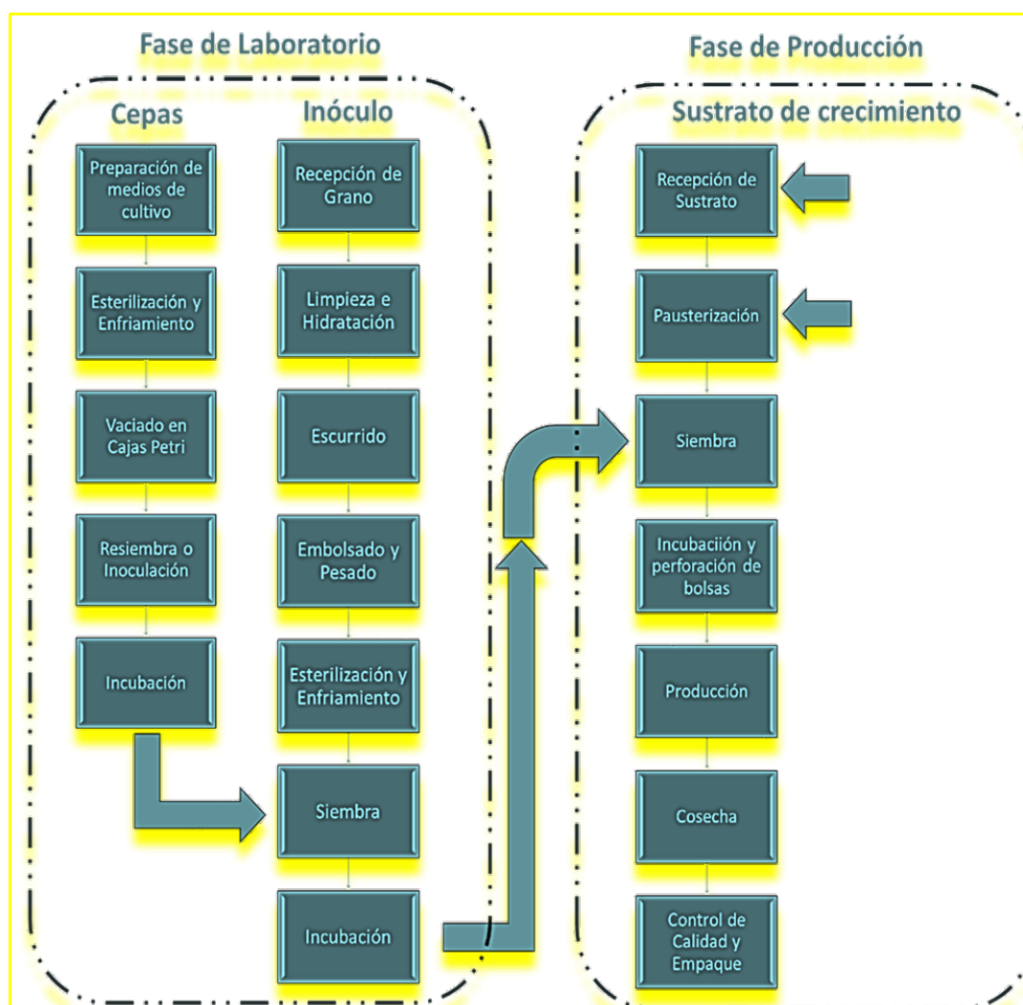 Fase de Laboratorio
Cepas
Preparación de
medios de
cultivo
Esterilización y
Enfriamiento
Vaciado en
Cajas Petri
Resiembra o
Inoculación
Incubación
Inóculo
Recepción de
Grano
Limpieza e
Hidratación
Escurrido
Embolsado y
Pesado
Esterilización y
Enfriamiento
Siembra
Incubación
Fase de Producción
Sustrato de crecimiento
Recepción de
Sustrato
Pausterización
Siembra
Incubaciión y
perforación de
bolsas
Producción
Cosecha
Control de
Calidad y
Empaque